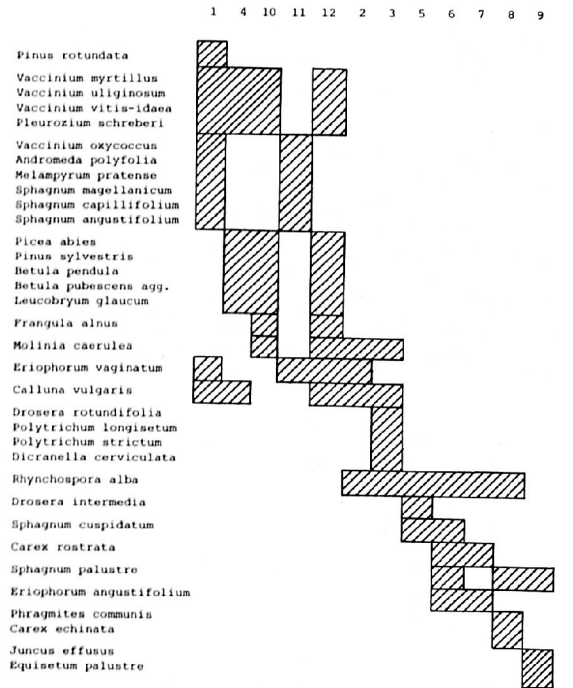 1 4 10 11 12 2 3 5 6 7 8 9
Pinus rotundata
Vaccinium myrtillus
Vaccinium uliginosum
Vaccinium vitis-idaea
Pleurozium schreberi
Vaccinium oxycoccus
Andromeda polyfolia
Melampyrum pratense
Sphagnum magellanicum
Sphagnum capillifolium
Sphagnum angustifolium
Picea abies
Pinus sylvestris
Betula pendula
Betula pubescens agg.
Leucobryum glaucum
Frangula alnus
Molinia caerulea
Eriophorum vaginatum
Calluna vulgaris
Drosera rotundifolia
Polytrichum longisetum
Polytrichum strictum
Dicranella cerviculata
Rhynchospora alba
Drosera intermedia
Sphagnum cuspidatum
Carex rostrata
Sphagnum palustre
Eriophorum angustifolium
Phragmites communis
Carex echinata
Juncus effusus
Equisetum palustre